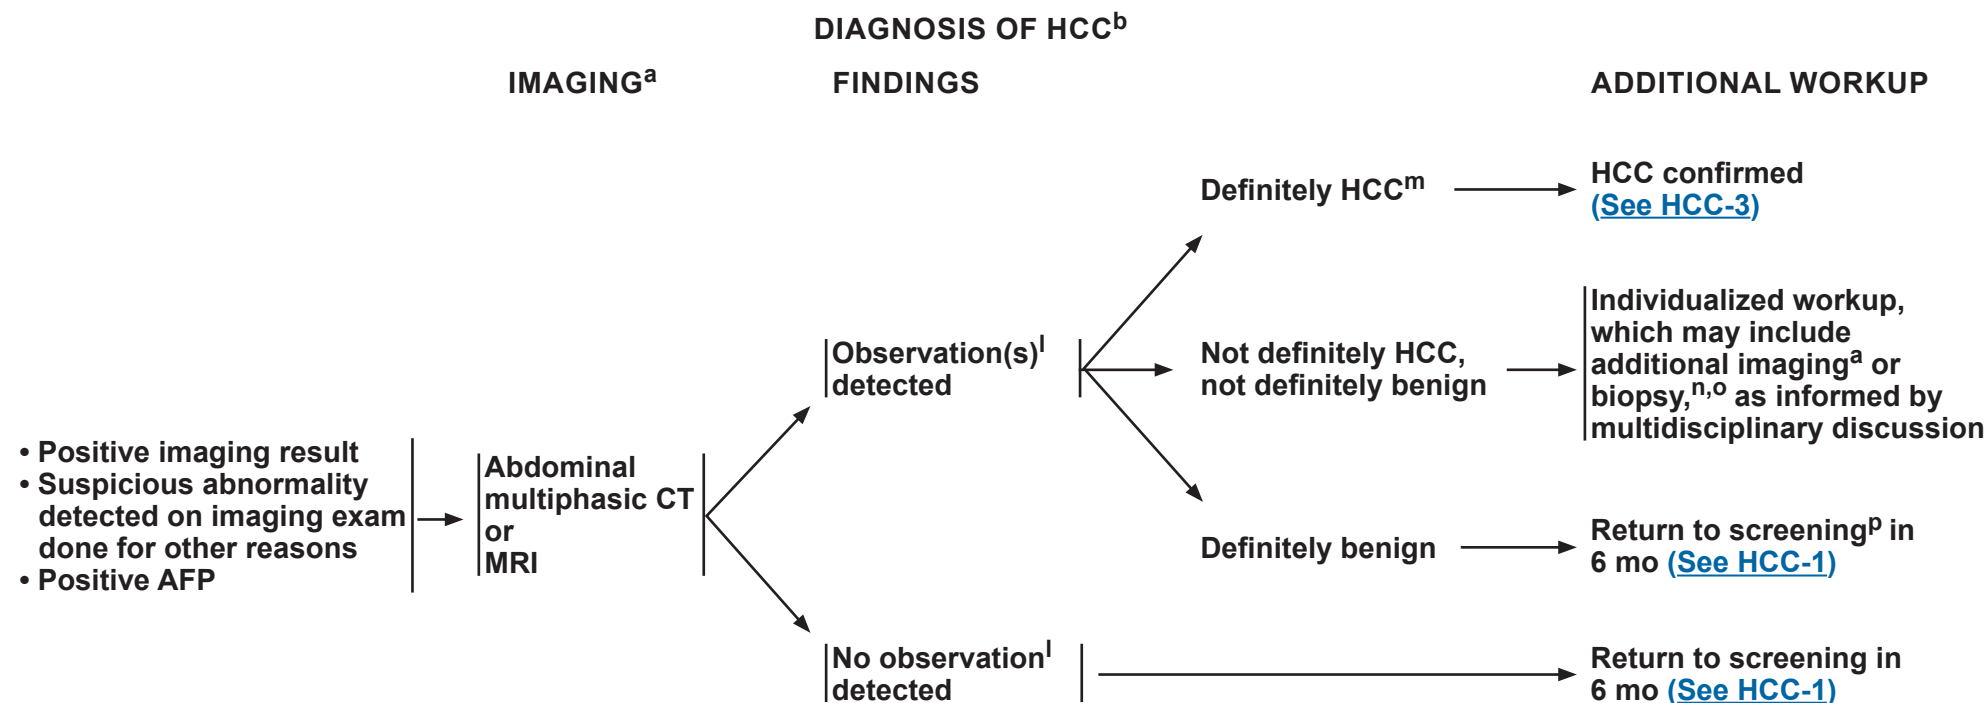 DIAGNOSIS OF HCCb
IMAGINGa
FINDINGS
ADDITIONAL WORKUP
• Positive imaging result
• Suspicious abnormality
detected on imaging exam
done for other reasons
• Positive AFP
Abdominal
multiphasic CT
or
MRI
Observation(s)l
detected
Definitely HCCm
HCC confirmed
(See HCC-3)
Not definitely HCC,
not definitely benign
Individualized workup,
which may include
additional imaginga or
biopsy,n,o as informed by
multidisciplinary discussion
Definitely benign
Return to screeningp in
6 mo (See HCC-1)
No observationl
detected
Return to screening in
6 mo (See HCC-1)